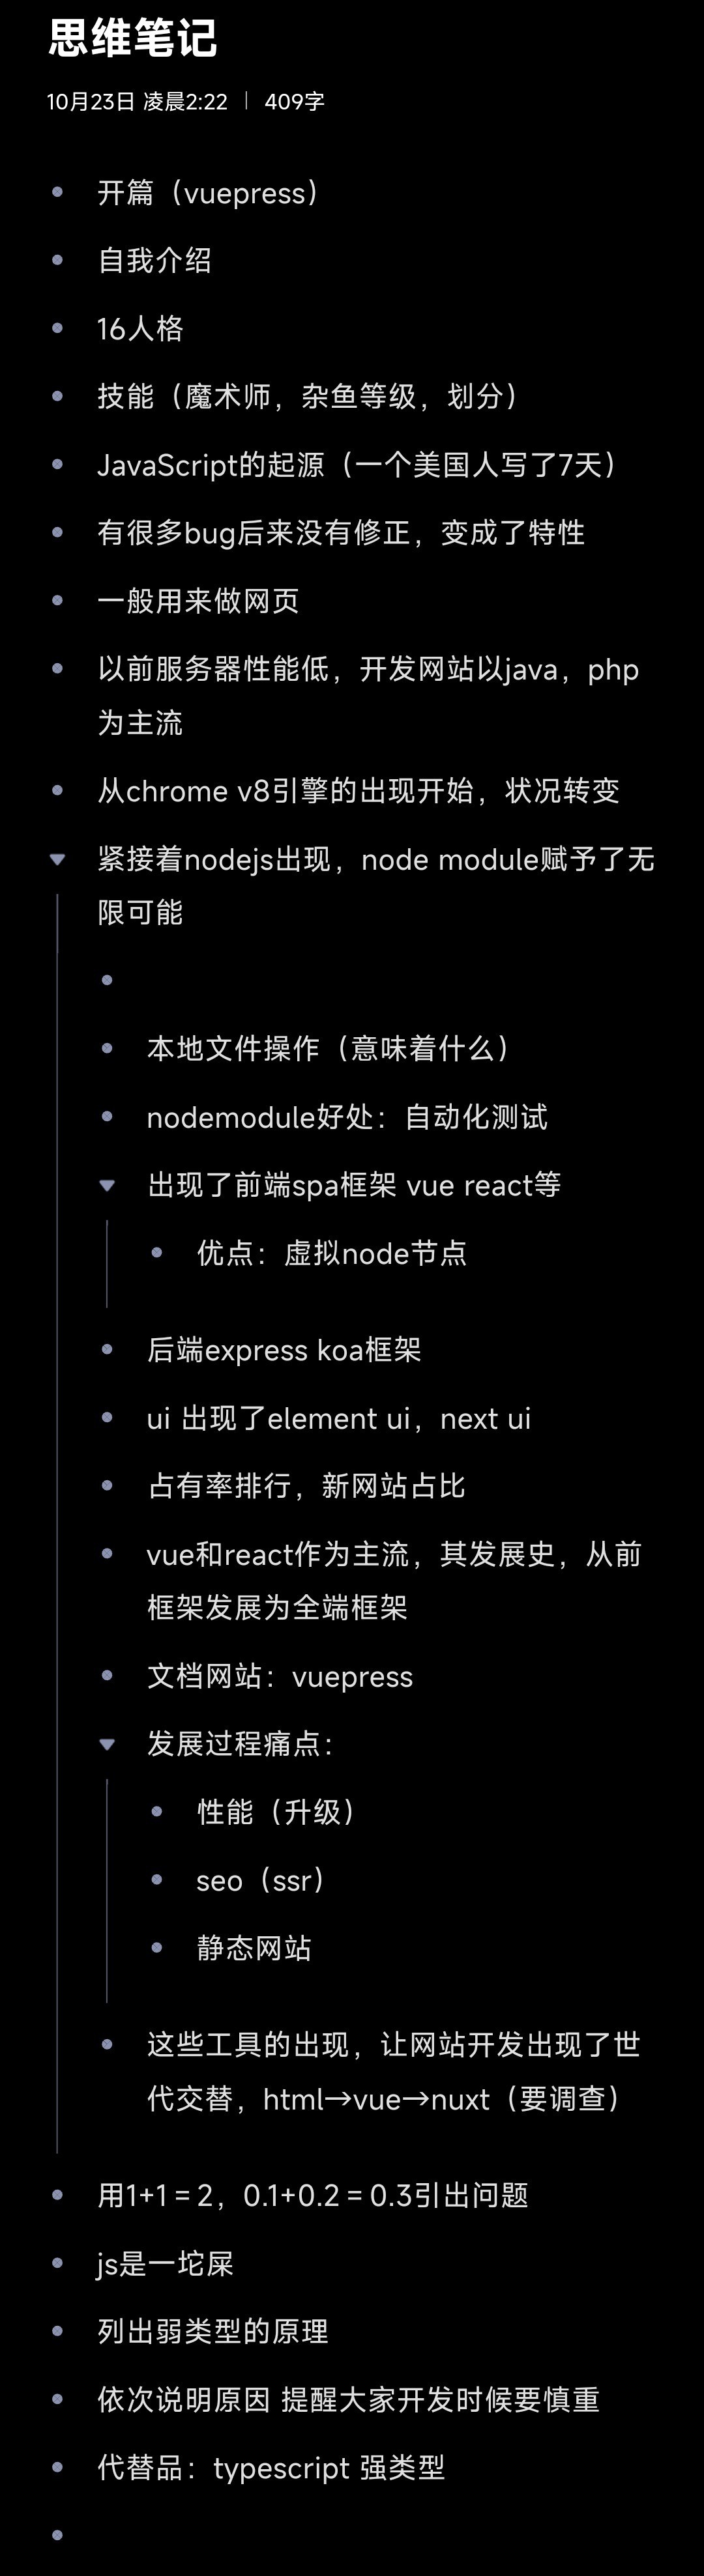 思维笔记
10月23日 凌晨2:22 | 409字
开篇（vuepress）
自我介绍
16人格
技能（魔术师，杂鱼等级，划分）
JavaScript的起源（一个美国人写了7天）
有很多bug后来没有修正，变成了特性
一般用来做网页
以前服务器性能低，开发网站以java，php
为主流
从chrome v8引擎的出现开始，状况转变
紧接着nodejs出现，node module赋予了无
限可能
本地文件操作（意味着什么）
nodemodule好处：自动化测试
出现了前端spa框架 vue react等
优点：虚拟node节点
后端express koa框架
ui 出现了element ui，next ui
占有率排行，新网站占比
vue和react作为主流，其发展史，从前
框架发展为全端框架
文档网站：vuepress
发展过程痛点：
性能（升级）
seo（ssr）
静态网站
这些工具的出现，让网站开发出现了世
代交替，html→vue→nuxt（要调查）
用1+1＝2，0.1+0.2＝0.3引出问题
js是一坨屎
列出弱类型的原理
依次说明原因 提醒大家开发时候要慎重
代替品：typescript 强类型